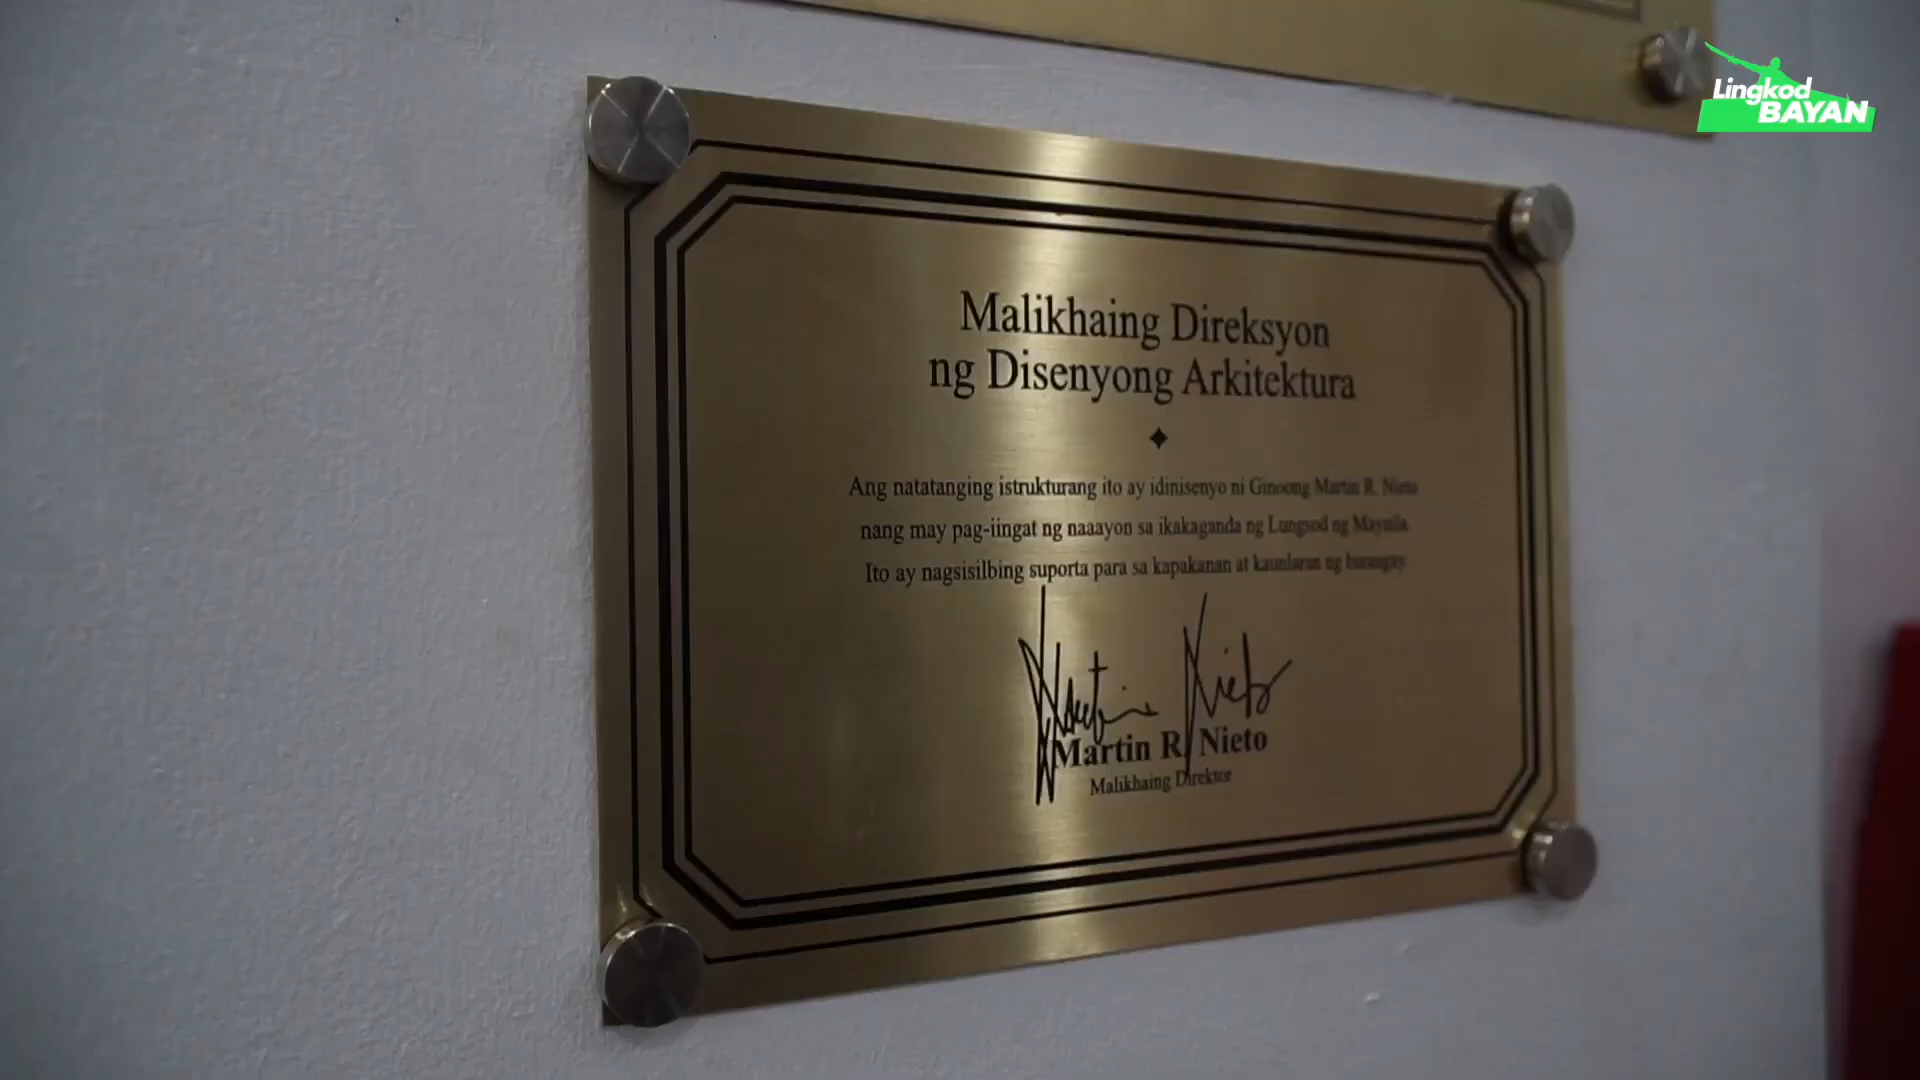 Lingkod
BAYAN
Malikhaing Direksyon
ng Disenyong Arkitektura
Ang natatanging istrukturang ito ay idinisenyo ni Ginoong Martin R. Nieto
nang may pag-iingat ng naaayon sa ikakaganda ng Lungsod ng Maynila.
Ito ay nagsisilbing suporta para sa kapakanan at kaunlaran ng barangay
Martin Nieto
Martin R. Nieto
Malikhaing Direktor